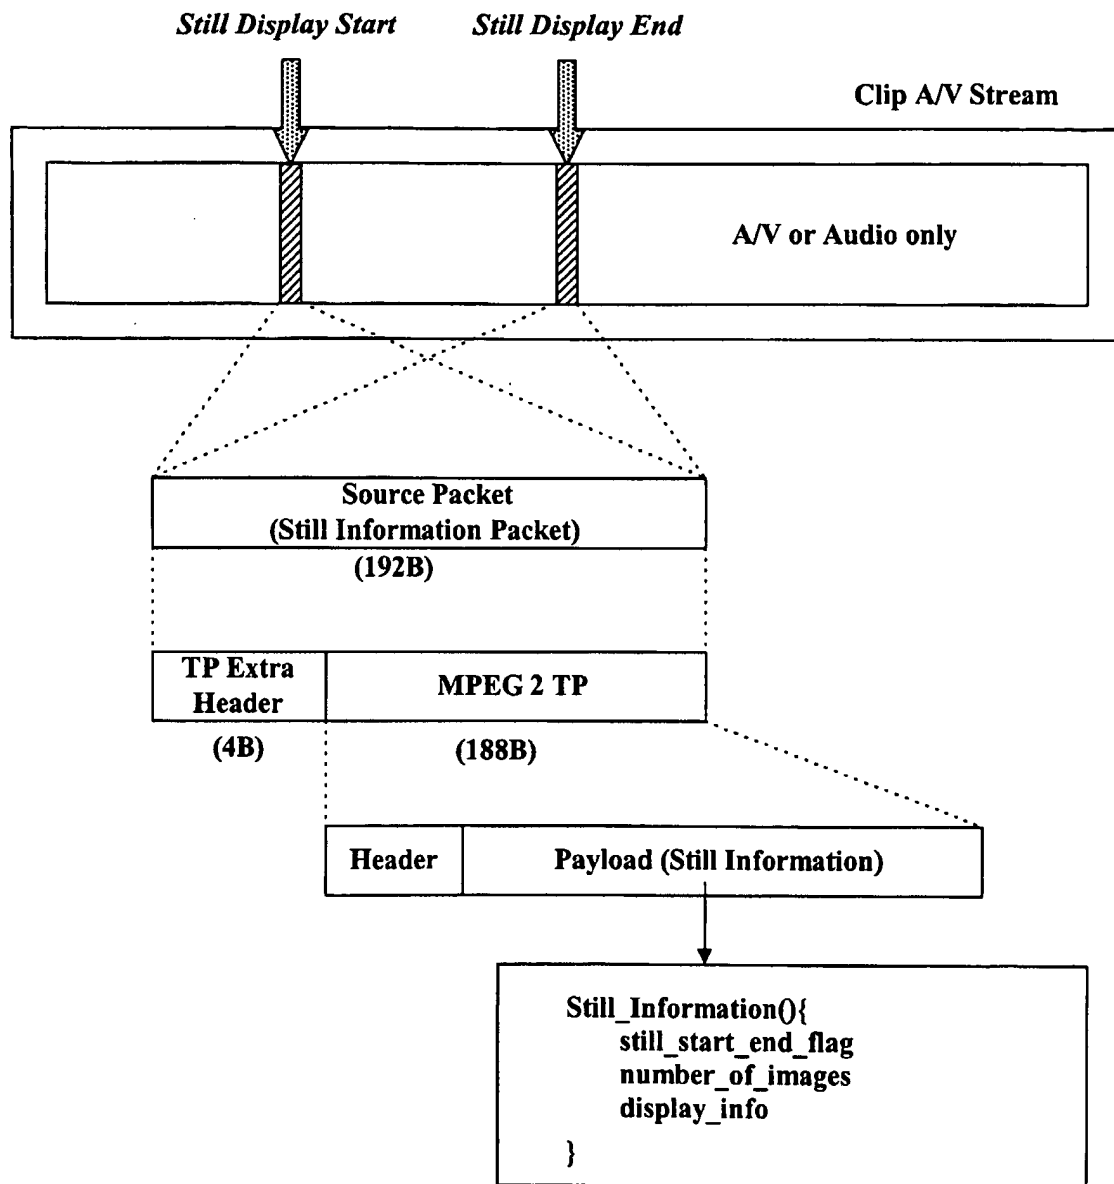 Still Display Start
Still Display End
Clip A/V Stream
A/V or Audio only
Source Packet
(Still Information Packet)
(192B)
TP Extra
Header
MPEG 2 TP
(4B)
(188B)
Header
Payload (Still Information)
Still_Information(){
still_start_end_flag
number_of_images
display_info
}